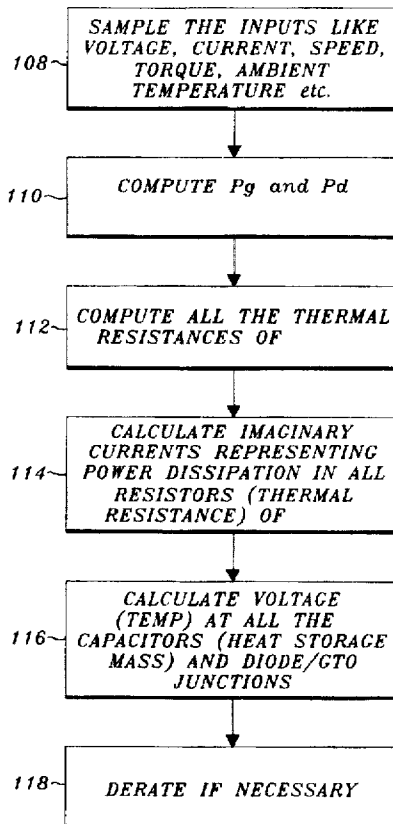 SAMPLE THE INPUTS LIKE
VOLTAGE, CURRENT, SPEED,
TORQUE, AMBIENT
TEMPERATURE etc.
108
COMPUTE Pg and Pd
110
COMPUTE ALL THE THERMAL
RESISTANCES OF
112
CALCULATE IMAGINARY
CURRENTS REPRESENTING
POWER DISSIPATION IN ALL
RESISTORS (THERMAL
RESISTANCE) OF
114
CALCULATE VOLTAGE
(TEMP) AT ALL THE
CAPACITORS (HEAT STORAGE
MASS) AND DIODE/GTO
JUNCTIONS
116
DERATE IF NECESSARY
118